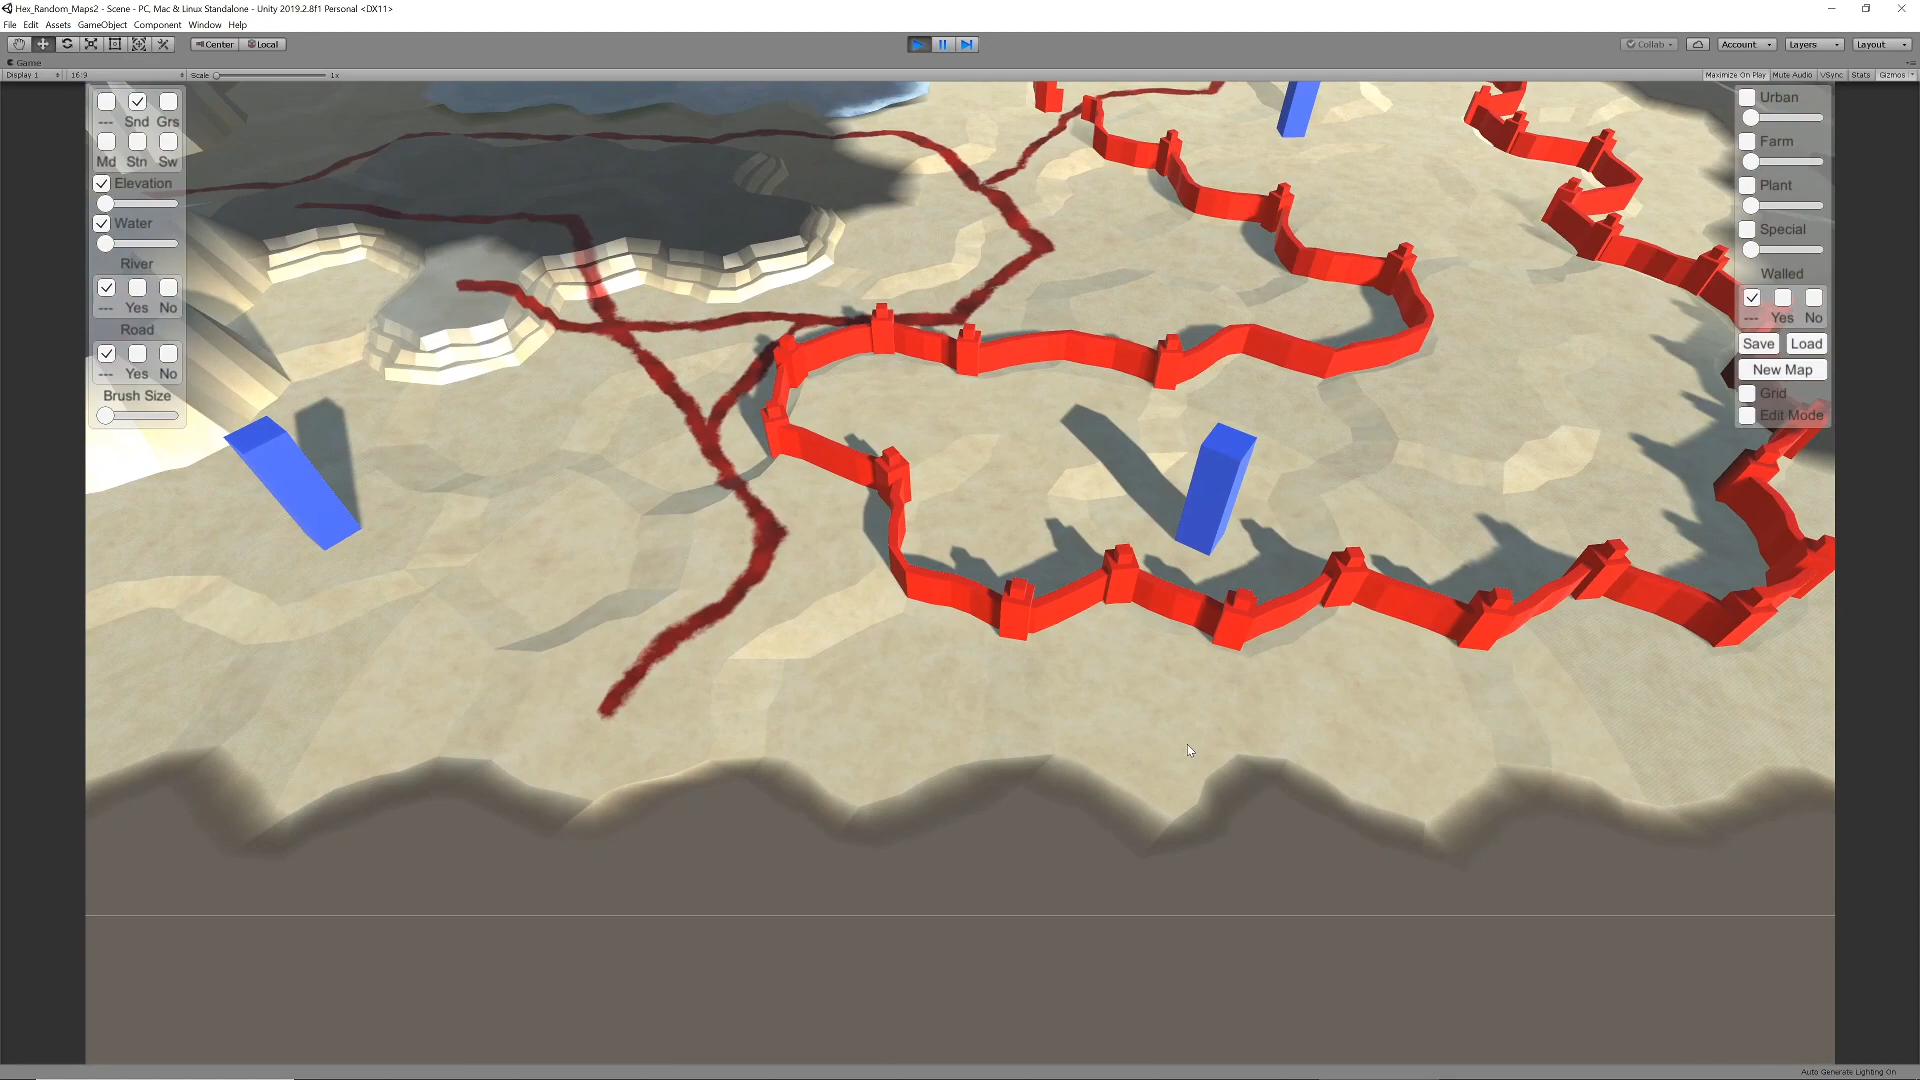 Hex_Random_Maps2 - Scene - PC, Mac & Linux Standalone - Unity 2019.2.8f1 Personal <DX11>
File Edit Assets GameObject Component Window Help
Center Local Collab Account Layers Layout
Game
Display 1 16:9 Scale 1x Maximize On Play Mute Audio VSync Stats Gizmos
--- Snd Grs
Md Stn Sw
Elevation
Water
River
--- Yes No
Road
--- Yes No
Brush Size
Urban
Farm
Plant
Special
Walled
--- Yes No
Save Load
New Map
Grid
Edit Mode
Auto Generate Lighting On